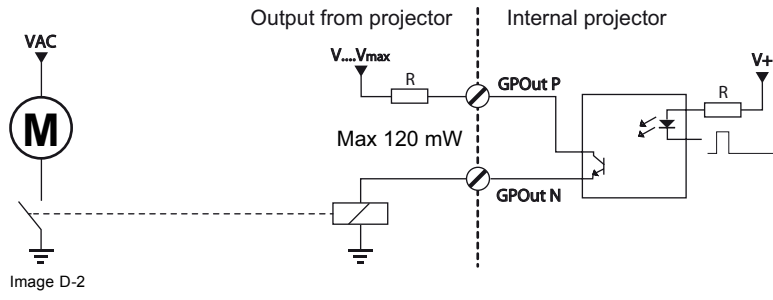 Output from projector
Internal projector
VAC
V....Vmax
V+
R
GPOut P
R
M
Max 120 mW
GPOut N
Image D-2